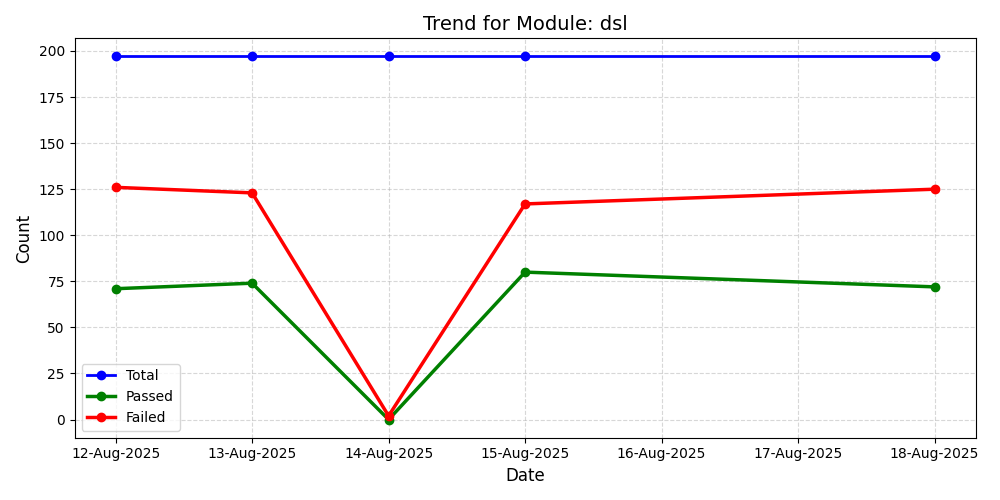 Trend for Module: dsl
Count
200
175
150
125
100
75
50
25
0
Total
Passed
Failed
12-Aug-2025 13-Aug-2025 14-Aug-2025 15-Aug-2025 16-Aug-2025 17-Aug-2025 18-Aug-2025
Date